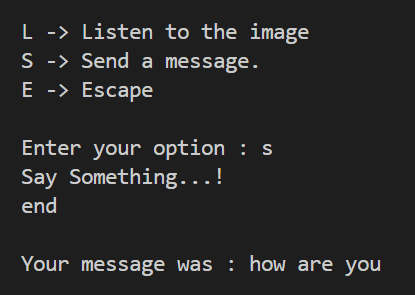 L -> Listen to the image
S -> Send a message.
E -> Escape
Enter your option : s
Say Something...!
end
Your message was : how are you